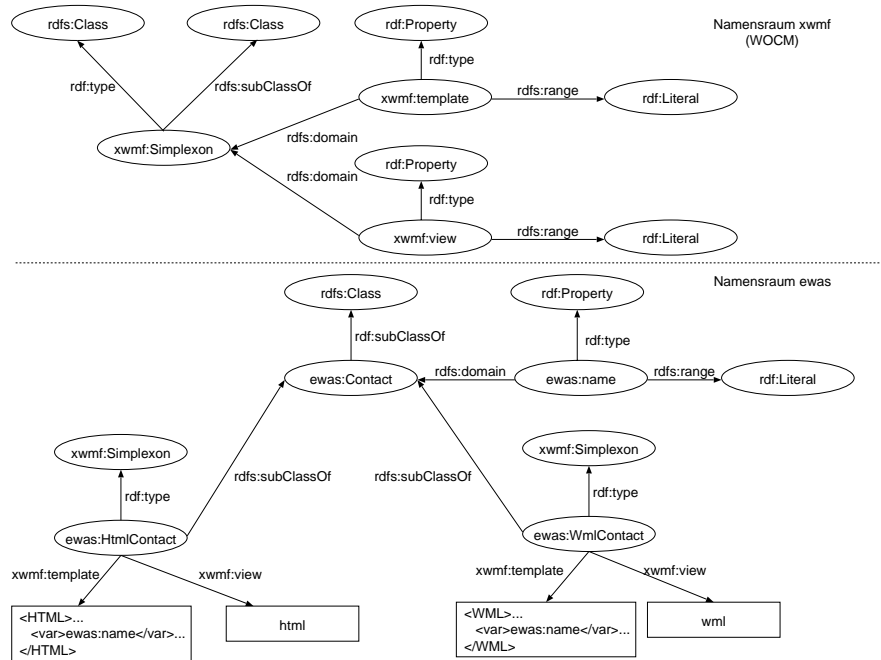 rdfs:Class
rdfs:Class
rdf:Property
Namensraum xwmf
(WOCM)
rdf:type
rdfs:subClassOf
rdf:type
xwmf:template
rdfs:range
rdf:Literal
xwmf:Simplexon
rdfs:domain
rdfs:domain
rdf:Property
rdf:type
xwmf:view
rdfs:range
rdf:Literal
Namensraum ewas
rdfs:Class
rdf:Property
rdf:subClassOf
rdf:type
ewas:Contact
rdfs:domain
ewas:name
rdfs:range
rdf:Literal
xwmf:Simplexon
xwmf:Simplexon
rdfs:subClassOf
rdfs:subClassOf
rdf:type
rdf:type
ewas:HtmlContact
ewas:WmlContact
xwmf:template
xwmf:view
xwmf:template
xwmf:view
<HTML>...
<var>ewas:name</var>...
</HTML>
html
<WML>...
<var>ewas:name</var>...
</WML>
wml